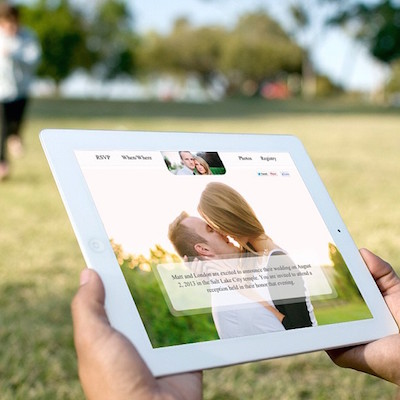 RSVP When/Where Photos Registry
Matt and London are excited to announce their wedding on August
2, 2013 in the Salt Lake City temple. You are invited to attend a
reception held in their honor that evening.